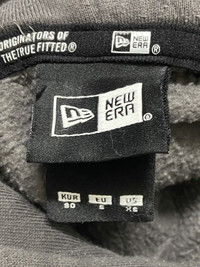 ORIGINATORS OF
THE TRUE FITTED®
NEW ERA ®
NEW
ERA ®
KOR EU US
90 S XS